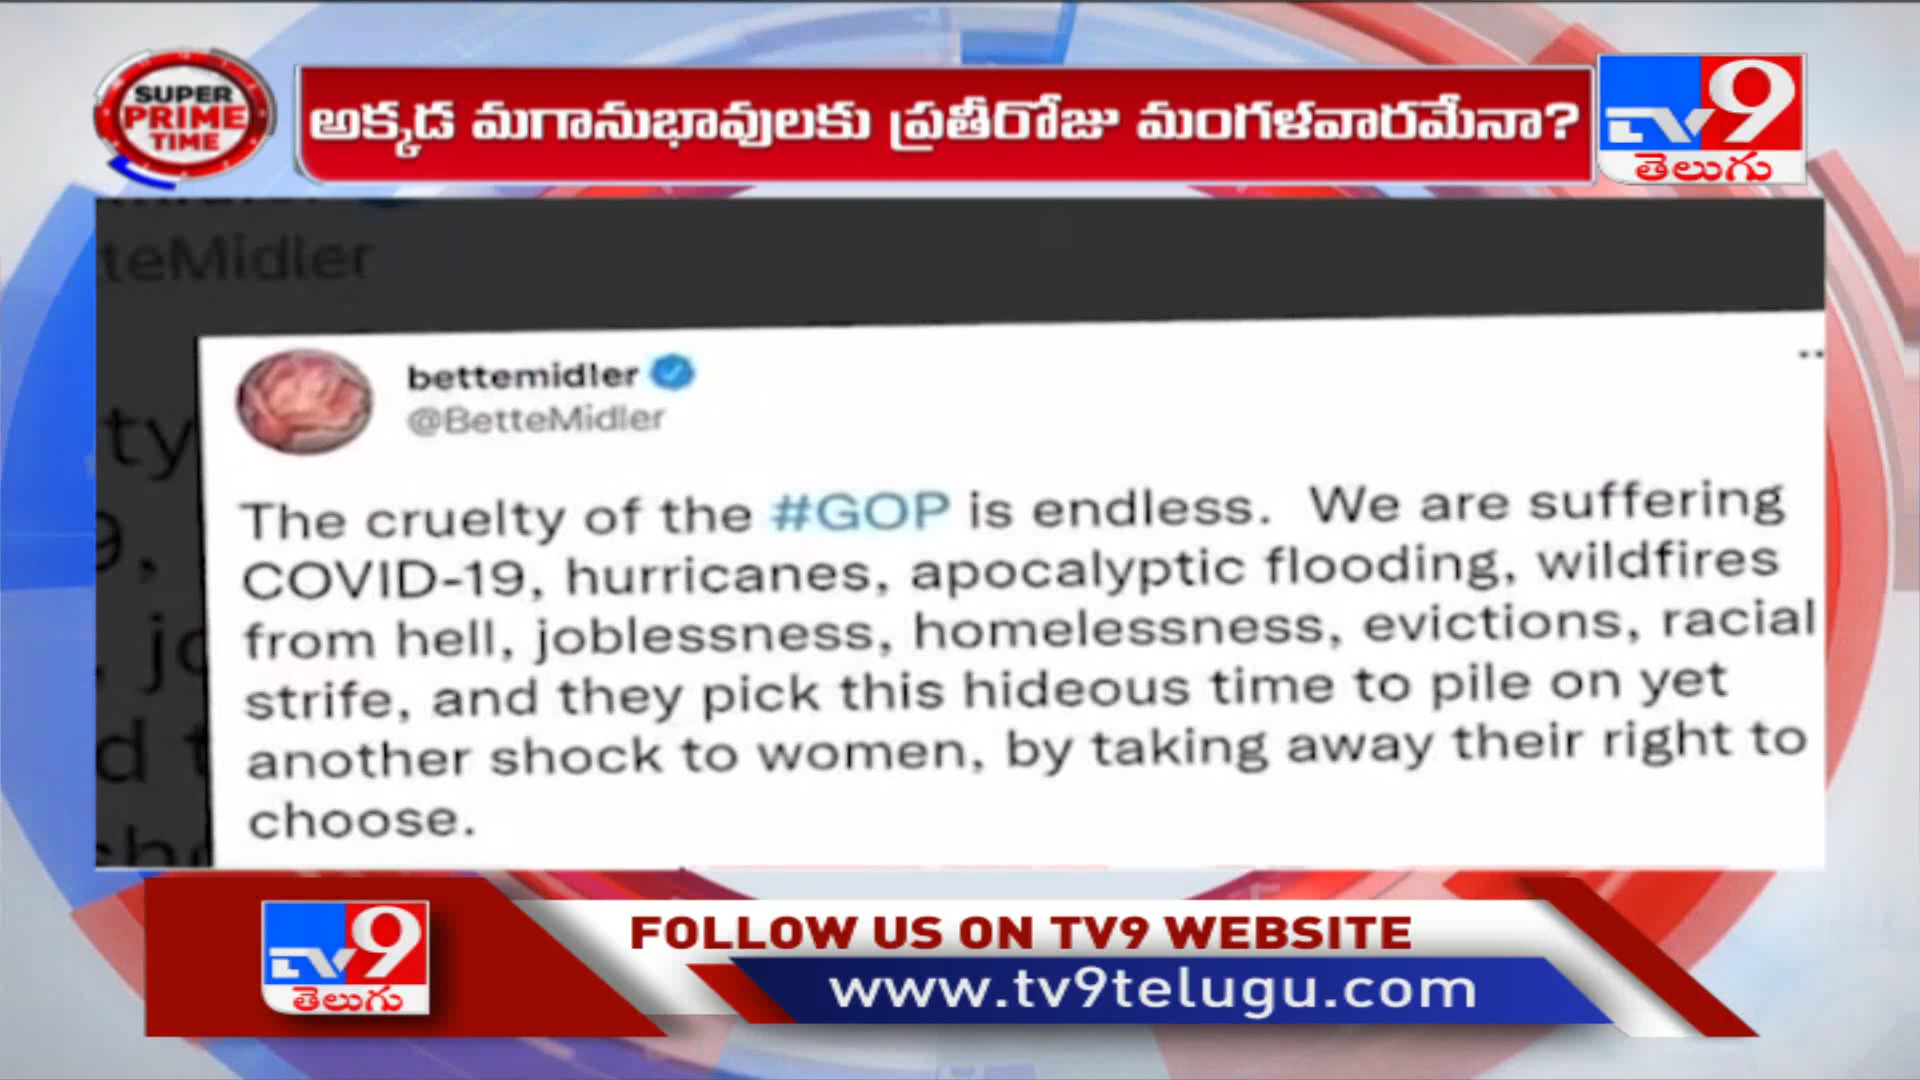 SUPER
PRIME
TIME
అక్కడ మగానుభావులకు ప్రతీరోజు మంగళవారమేనా?
TV9
తెలుగు
teMidler
bettemidler
@BetteMidler
The cruelty of the #GOP is endless. We are suffering
COVID-19, hurricanes, apocalyptic flooding, wildfires
from hell, joblessness, homelessness, evictions, racial
strife, and they pick this hideous time to pile on yet
another shock to women, by taking away their right to
choose.
TV9
తెలుగు
FOLLOW US ON TV9 WEBSITE
www.tv9telugu.com